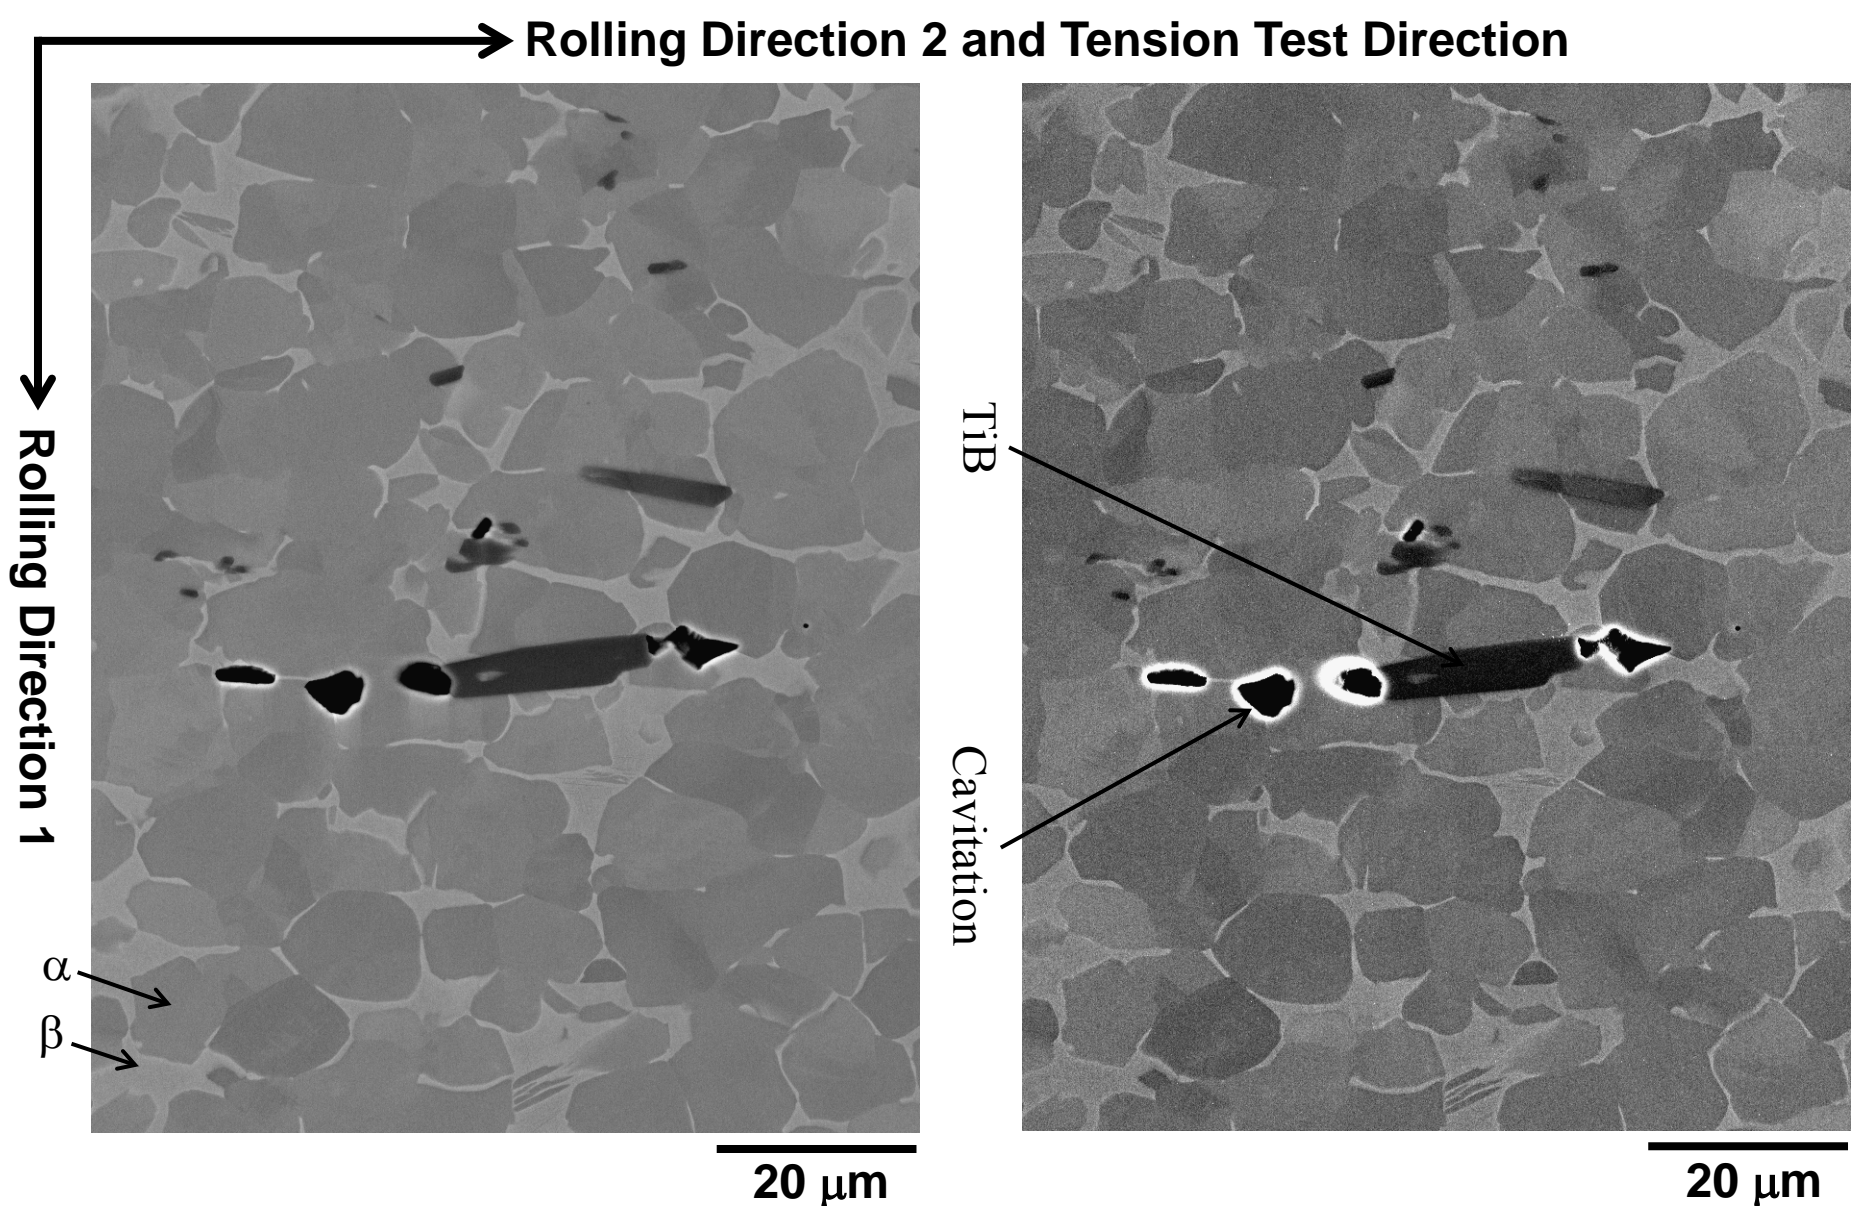 Rolling Direction 2 and Tension Test Direction
Rolling Direction 1
TiB
Cavitation
α
β
20 μm
20 μm